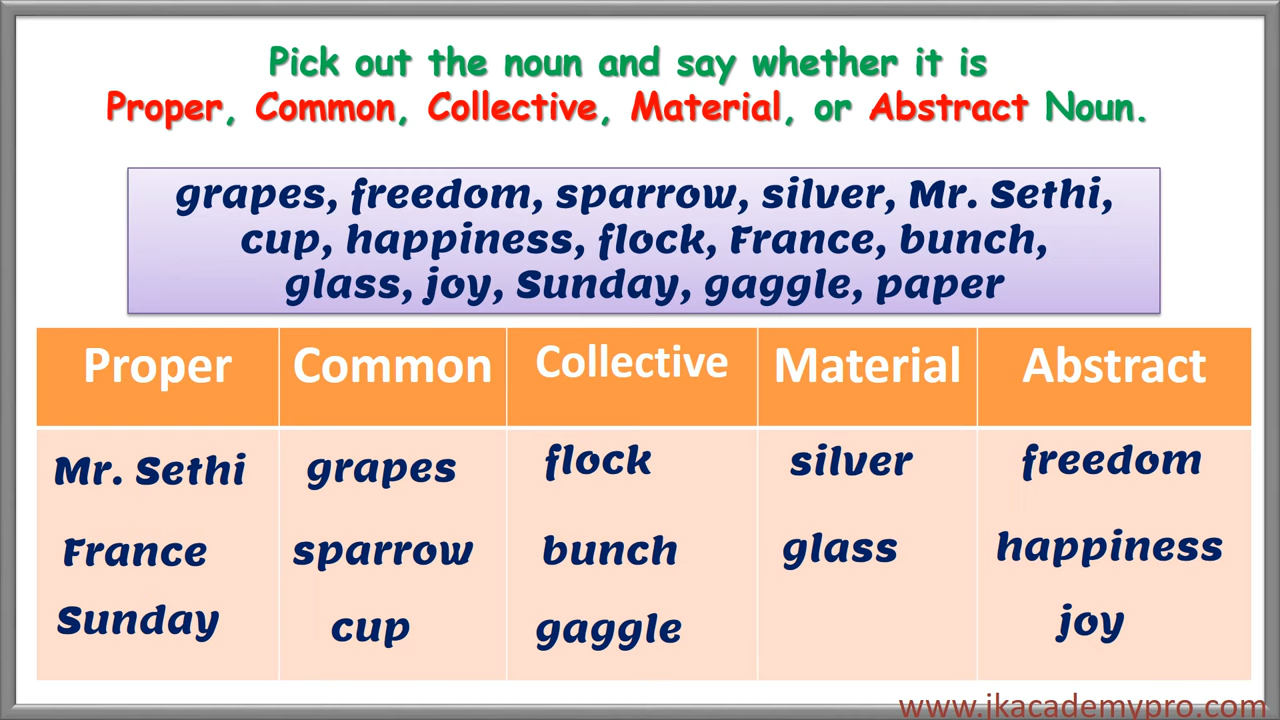 Pick out the noun and say whether it is
Proper, Common, Collective, Material, or Abstract Noun.
grapes, freedom, sparrow, silver, Mr. Sethi,
cup, happiness, flock, France, bunch,
glass, joy, Sunday, gaggle, paper
Proper Common Collective Material Abstract
Mr. Sethi grapes flock silver freedom
France sparrow bunch glass happiness
Sunday cup gaggle joy
www.jkacademypro.com